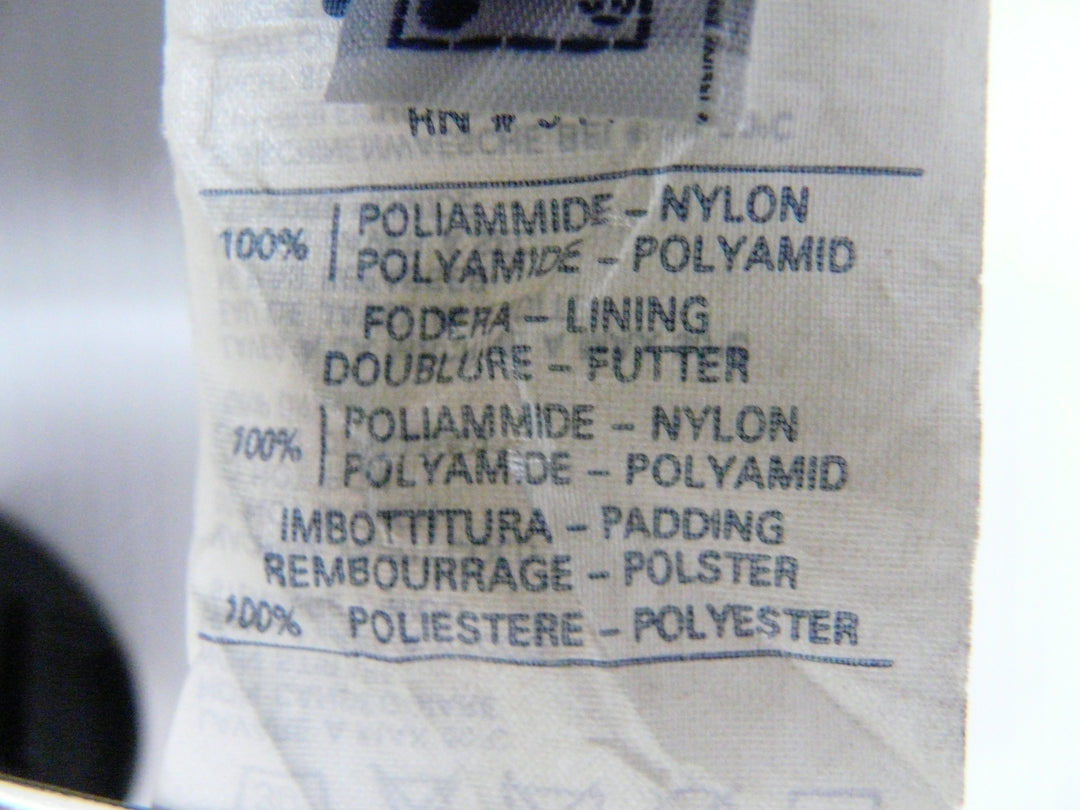 RN #
100% | POLIAMMIDE – NYLON
POLYAMIDE – POLYAMID
FODERA – LINING
DOUBLURE – FUTTER
100% | POLIAMMIDE – NYLON
POLYAMIDE – POLYAMID
IMBOTTITURA – PADDING
REMBOURRAGE – POLSTER
100% POLIESTERE – POLYESTER